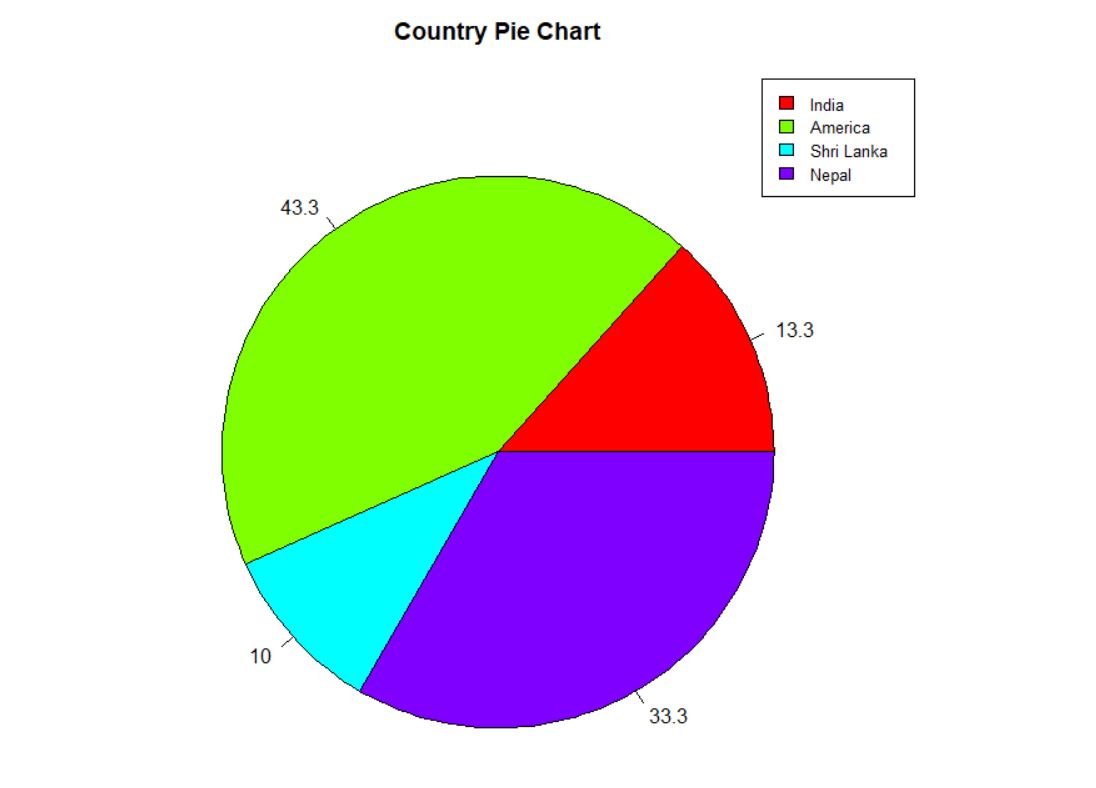 Country Pie Chart
India
America
Shri Lanka
Nepal
43.3
13.3
10
33.3